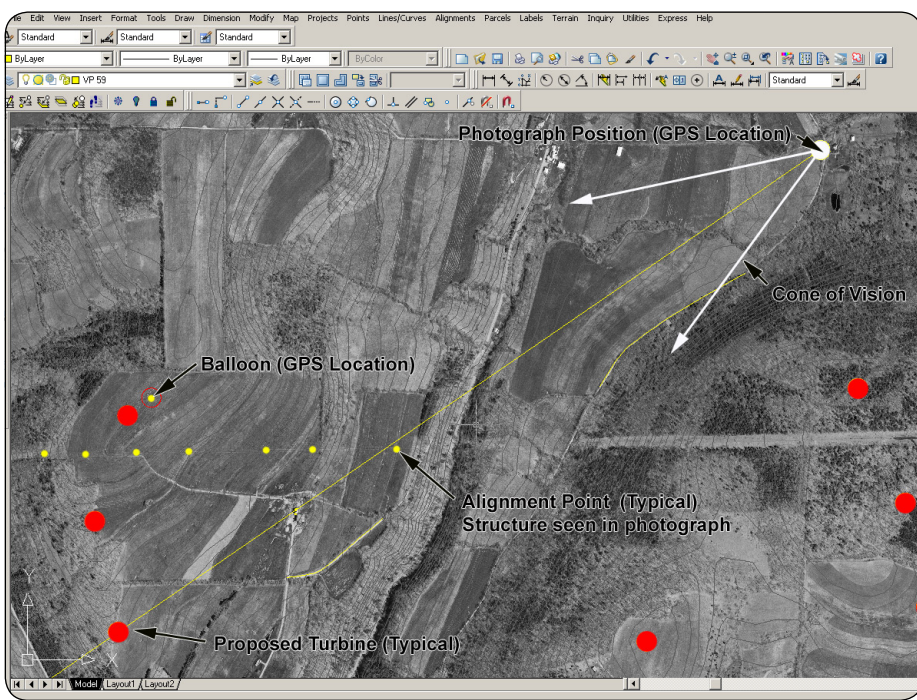 Edit View Insert Format Tools Draw Dimension Modify Map Projects Points Lines/Curves Alignments Parcels Labels Terrain Inquiry Utilities Express Help
Standard Standard Standard
ByLayer ByLayer ByLayer ByColor
VP 59 Standard
Photograph Position (GPS Location)
Cone of Vision
Balloon (GPS Location)
Alignment Point (Typical)
Structure seen in photograph
Proposed Turbine (Typical)
Y
X
Model Layout1 Layout2